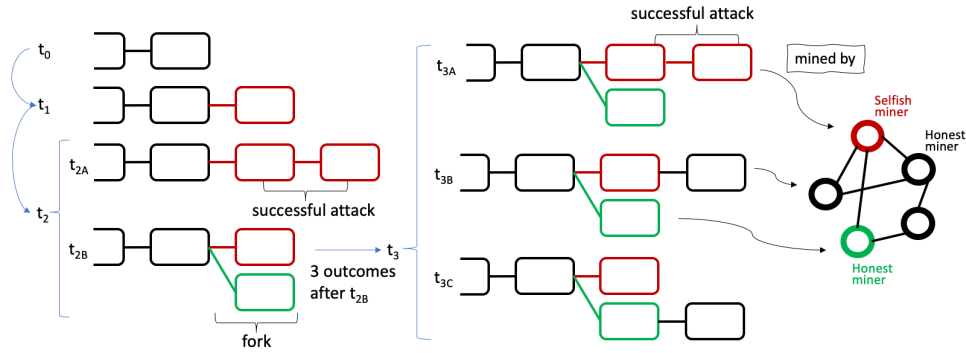 t0
t1
t2
t2A
successful attack
t2B
fork
3 outcomes
after t2B
t3
successful attack
t3A
t3B
t3C
mined by
Selfish
miner
Honest
miner
Honest
miner